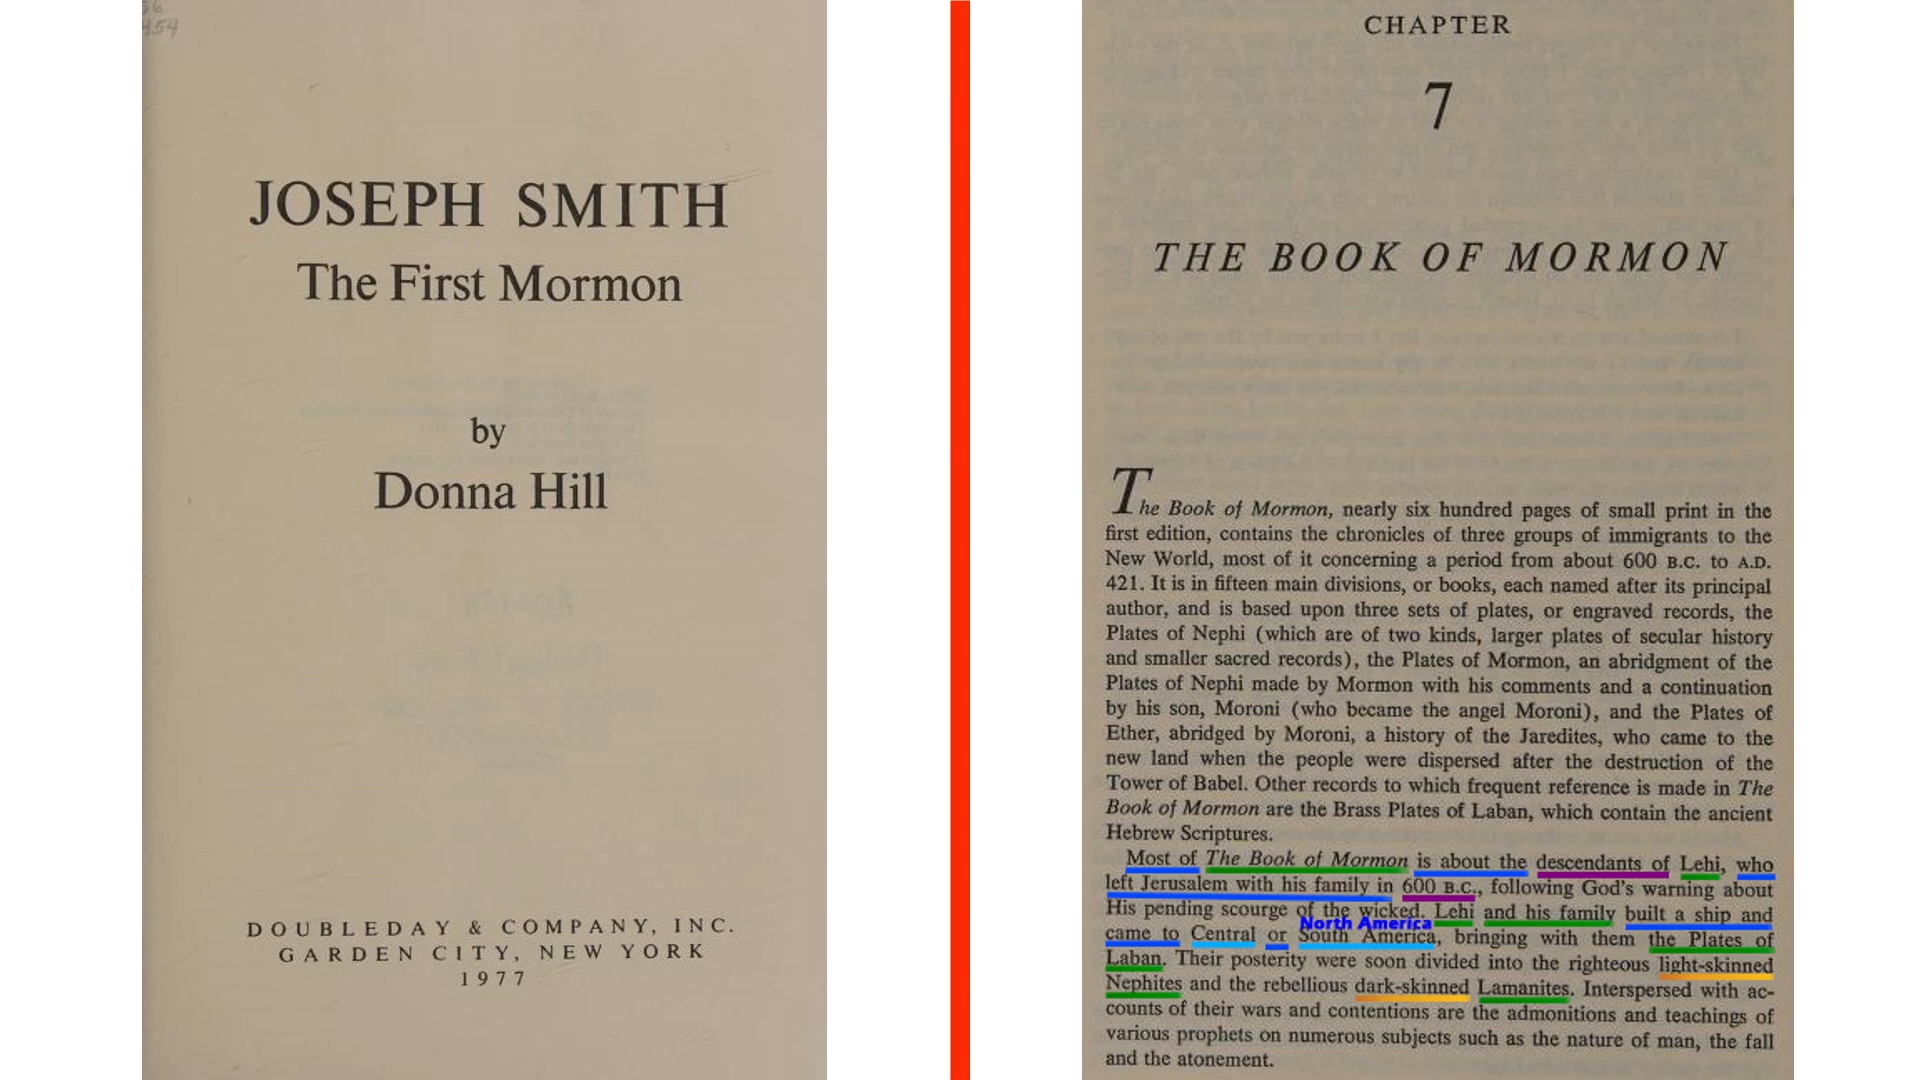 56
454
JOSEPH SMITH
The First Mormon
by
Donna Hill
DOUBLEDAY & COMPANY, INC.
GARDEN CITY, NEW YORK
1977
CHAPTER
7
THE BOOK OF MORMON
The Book of Mormon, nearly six hundred pages of small print in the
first edition, contains the chronicles of three groups of immigrants to the
New World, most of it concerning a period from about 600 B.C. to A.D.
421. It is in fifteen main divisions, or books, each named after its principal
author, and is based upon three sets of plates, or engraved records, the
Plates of Nephi (which are of two kinds, larger plates of secular history
and smaller sacred records), the Plates of Mormon, an abridgment of the
Plates of Nephi made by Mormon with his comments and a continuation
by his son, Moroni (who became the angel Moroni), and the Plates of
Ether, abridged by Moroni, a history of the Jaredites, who came to the
new land when the people were dispersed after the destruction of the
Tower of Babel. Other records to which frequent reference is made in The
Book of Mormon are the Brass Plates of Laban, which contain the ancient
Hebrew Scriptures.
Most of The Book of Mormon is about the descendants of Lehi, who
left Jerusalem with his family in 600 B.C., following God's warning about
His pending scourge of the wicked. Lehi and his family built a ship and
North America
came to Central or South America, bringing with them the Plates of
Laban. Their posterity were soon divided into the righteous light-skinned
Nephites and the rebellious dark-skinned Lamanites. Interspersed with ac-
counts of their wars and contentions are the admonitions and teachings of
various prophets on numerous subjects such as the nature of man, the fall
and the atonement.